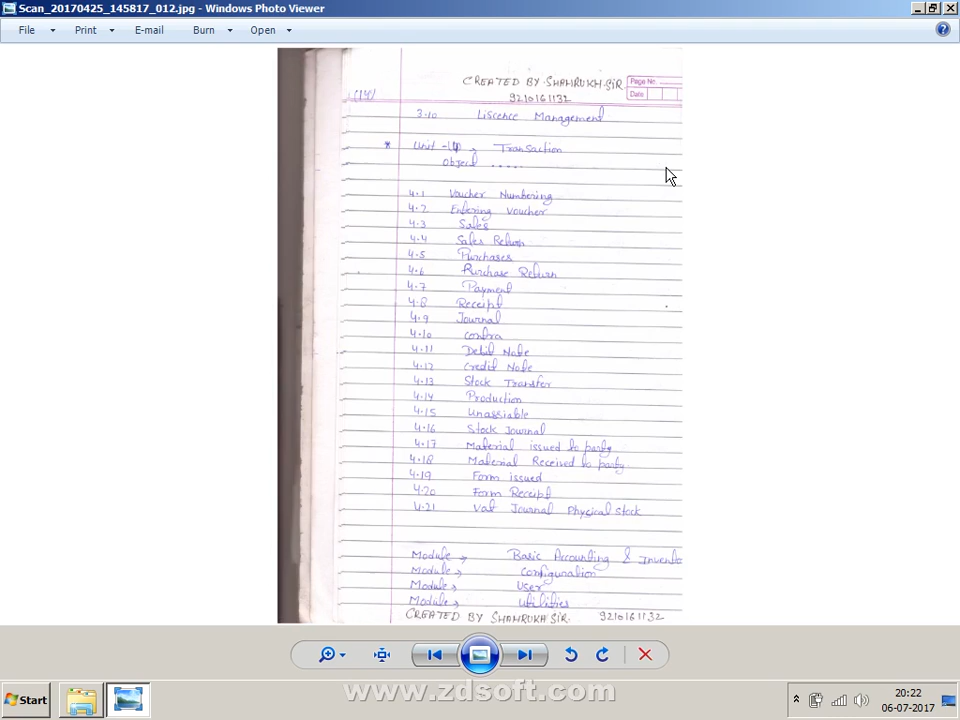 Scan_20170425_145817_012.jpg - Windows Photo Viewer
File Print E-mail Burn Open
CREATED BY SHAHRUKH SIR
9210161132
Page No.
Date
(14)
3.10 Liscence Management
* Unit - Transaction
Object .....
4.1 Voucher Numbering
4.2 Entering Voucher
4.3 Sales
4.4 Sales Return
4.5 Purchases
4.6 Purchase Return
4.7 Payment
4.8 Receipt
4.9 Journal
4.10 Contra
4.11 Debit Note
4.12 Credit Note
4.13 Stock Transfer
4.14 Production
4.15 Unassiable
4.16 Stock Journal
4.17 Material issued to party
4.18 Material Received to party
4.19 Form issued
4.20 Form Receipt
4.21 Vat Journal Physical Stock
Module → Basic Accounting & Invento
Module → Configuration
Module → User
Module → Utilities
CREATED BY SHAHRUKH SIR. 9210161132
Start
www.zdsoft.com
20:22
06-07-2017